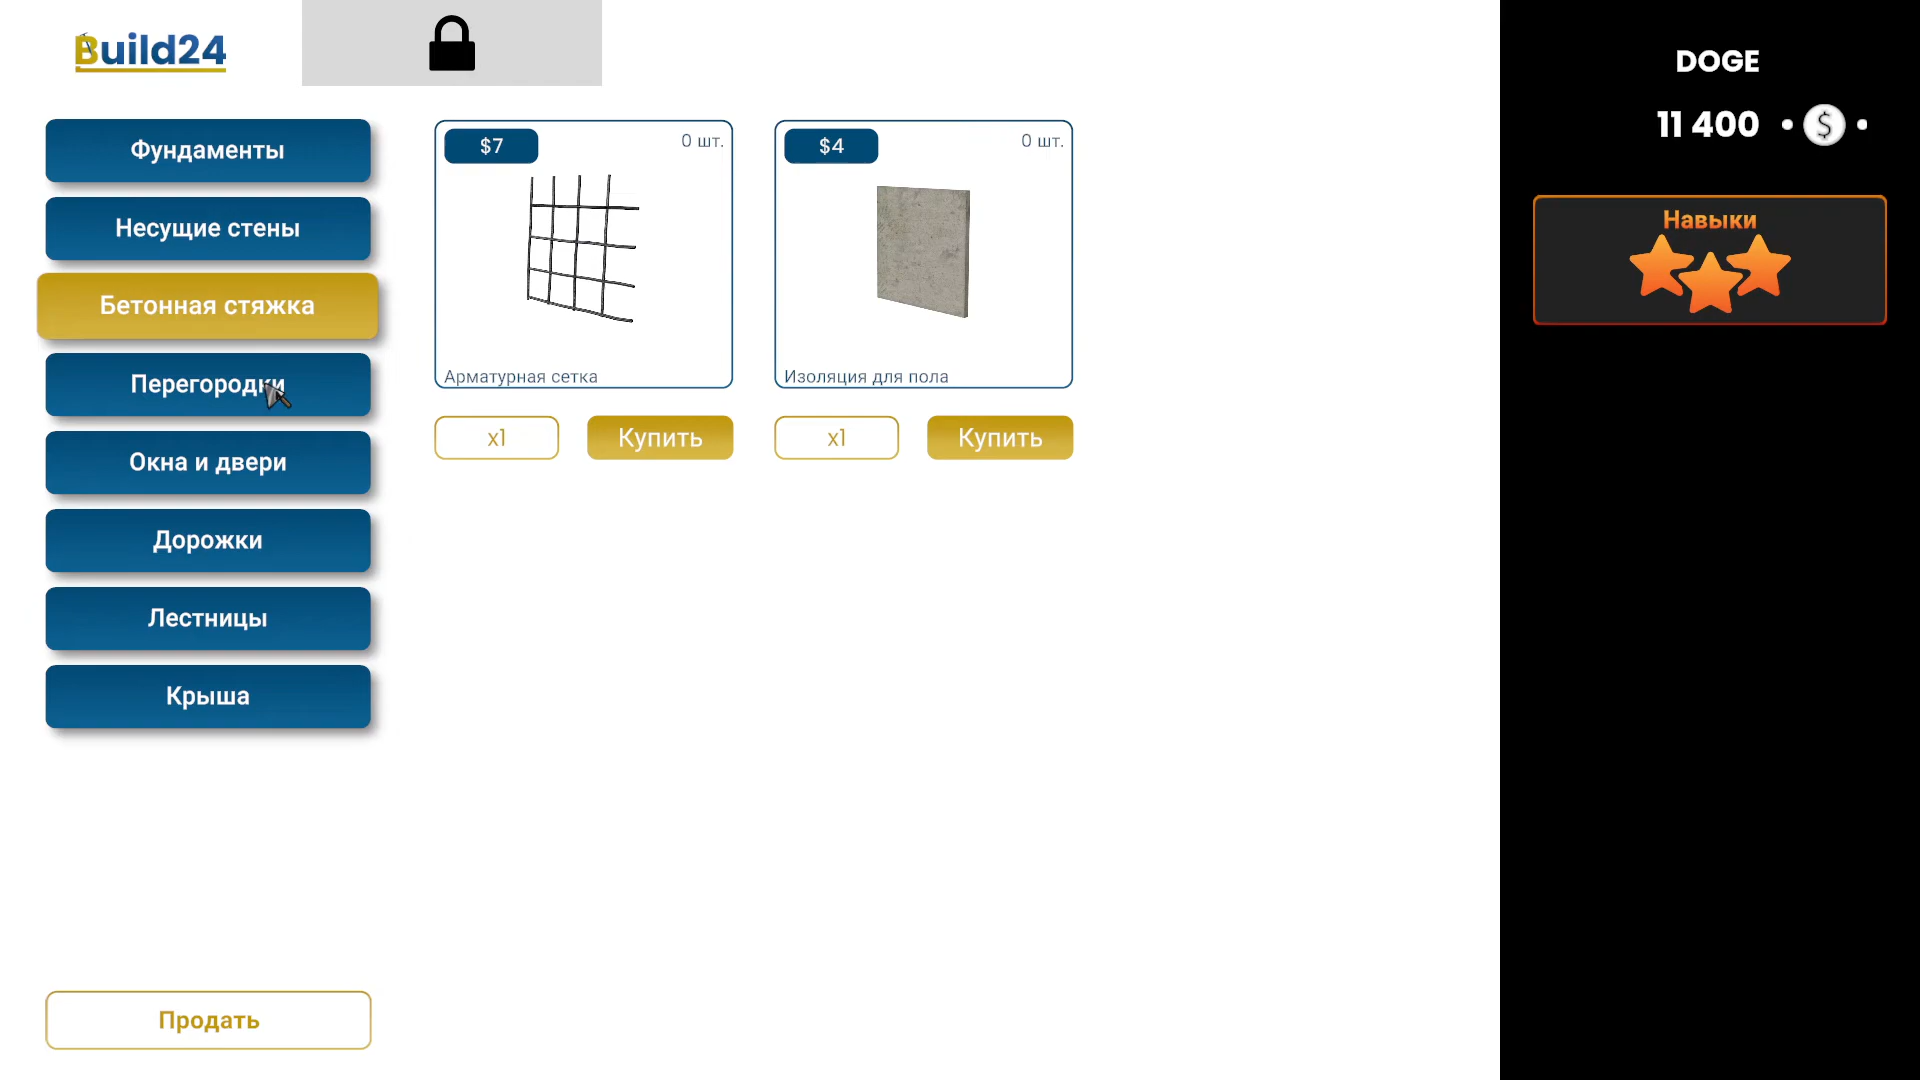 Build24
Фундаменты
Несущие стены
Бетонная стяжка
Перегородки
Окна и двери
Дорожки
Лестницы
Крыша
Продать
$7
0 шт.
Арматурная сетка
x1
Купить
$4
0 шт.
Изоляция для пола
x1
Купить
DOGE
11 400
$
Навыки